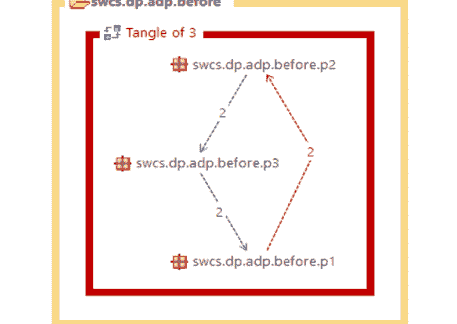 swcs.dp.adp.before
Tangle of 3
swcs.dp.adp.before.p2
2
swcs.dp.adp.before.p3
2
2
swcs.dp.adp.before.p1